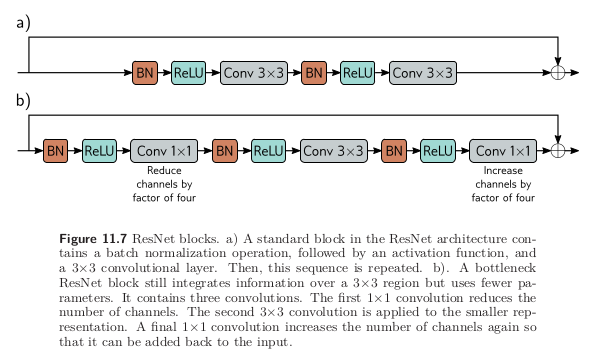 a)
BN ReLU Conv 3×3 BN ReLU Conv 3×3
b)
BN ReLU Conv 1×1 BN ReLU Conv 3×3 BN ReLU Conv 1×1
Reduce
channels by
factor of four
Increase
channels by
factor of four
Figure 11.7 ResNet blocks. a) A standard block in the ResNet architecture con-
tains a batch normalization operation, followed by an activation function, and
a 3×3 convolutional layer. Then, this sequence is repeated. b). A bottleneck
ResNet block still integrates information over a 3×3 region but uses fewer pa-
rameters. It contains three convolutions. The first 1×1 convolution reduces the
number of channels. The second 3×3 convolution is applied to the smaller rep-
resentation. A final 1×1 convolution increases the number of channels again so
that it can be added back to the input.